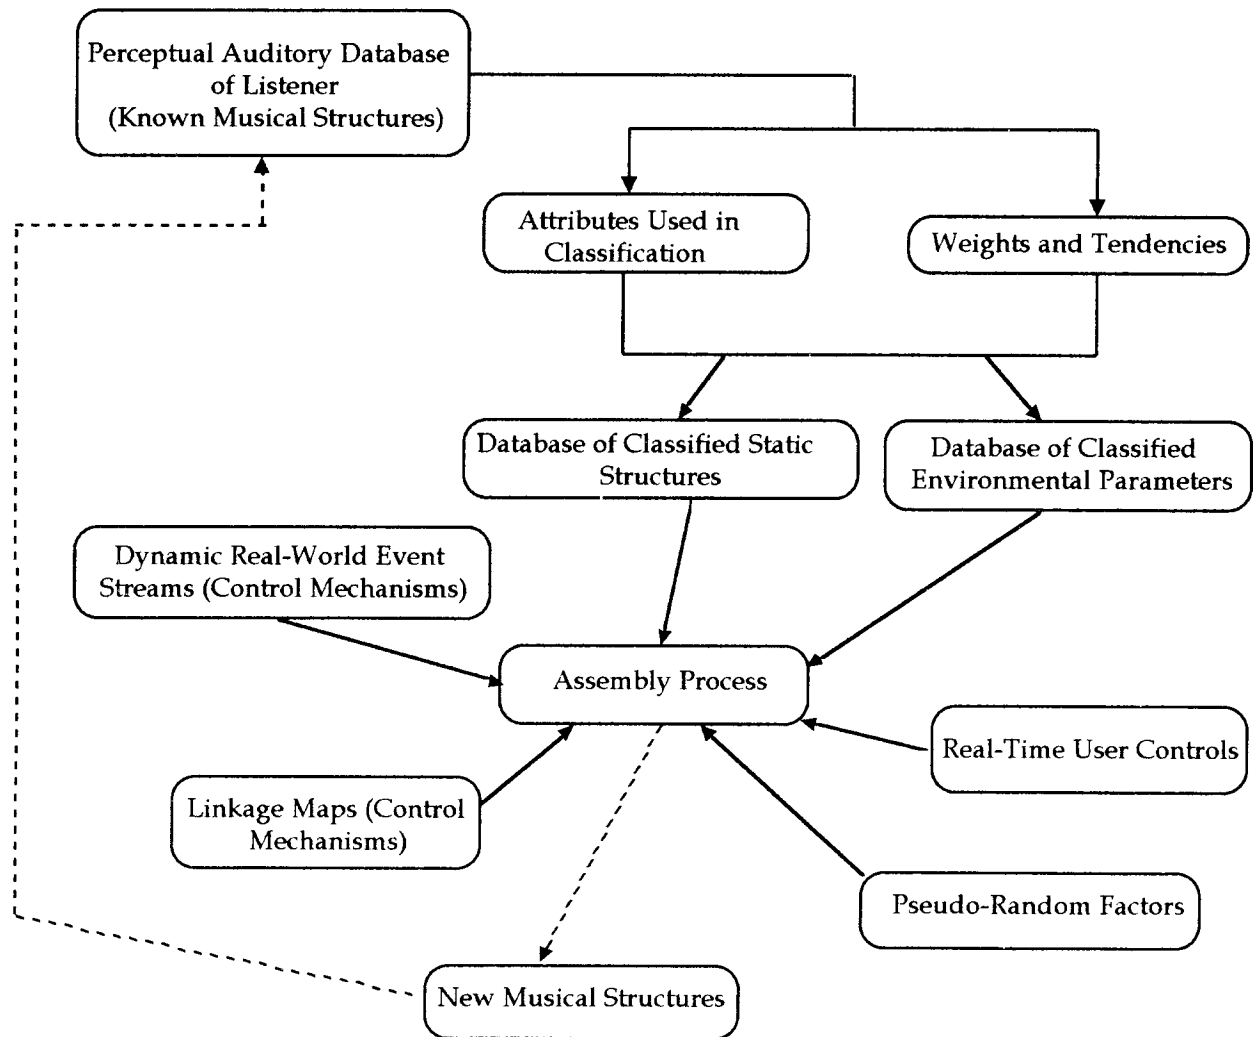 Perceptual Auditory Database
of Listener
(Known Musical Structures)
Attributes Used in
Classification
Weights and Tendencies
Database of Classified Static
Structures
Database of Classified
Environmental Parameters
Dynamic Real-World Event
Streams (Control Mechanisms)
Assembly Process
Real-Time User Controls
Linkage Maps (Control
Mechanisms)
Pseudo-Random Factors
New Musical Structures